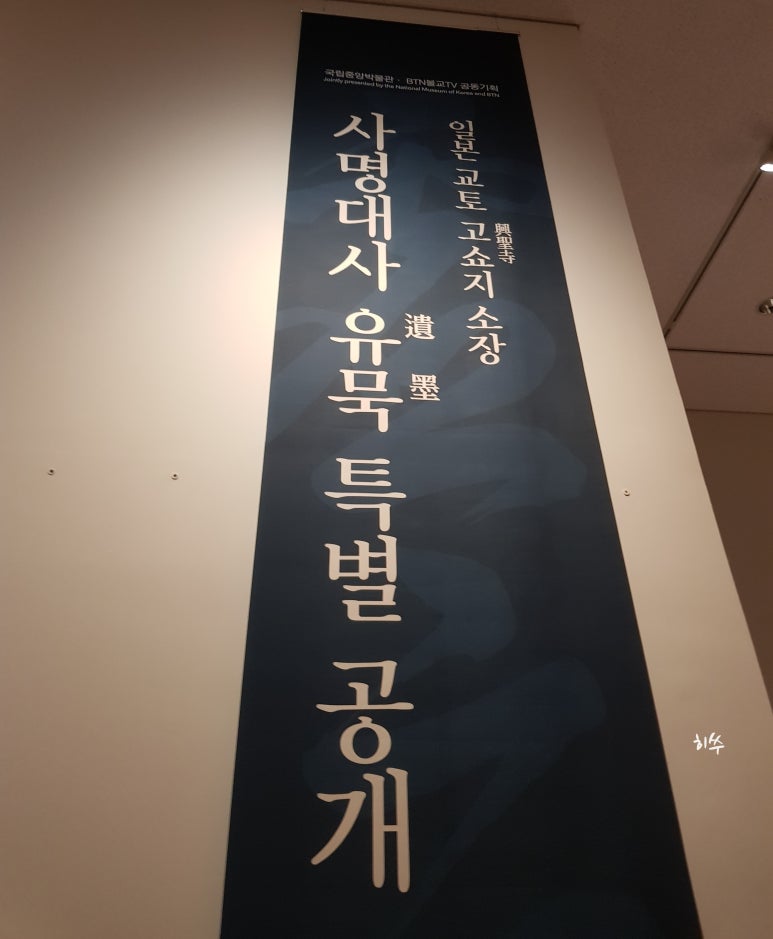 국립중앙박물관 · BTN불교TV 공동기획
Jointly presented by the National Museum of Korea and BTN
일본 교토 고쇼지 소장
興聖寺
사명대사 유묵 특별 공개
遺墨
히쑤